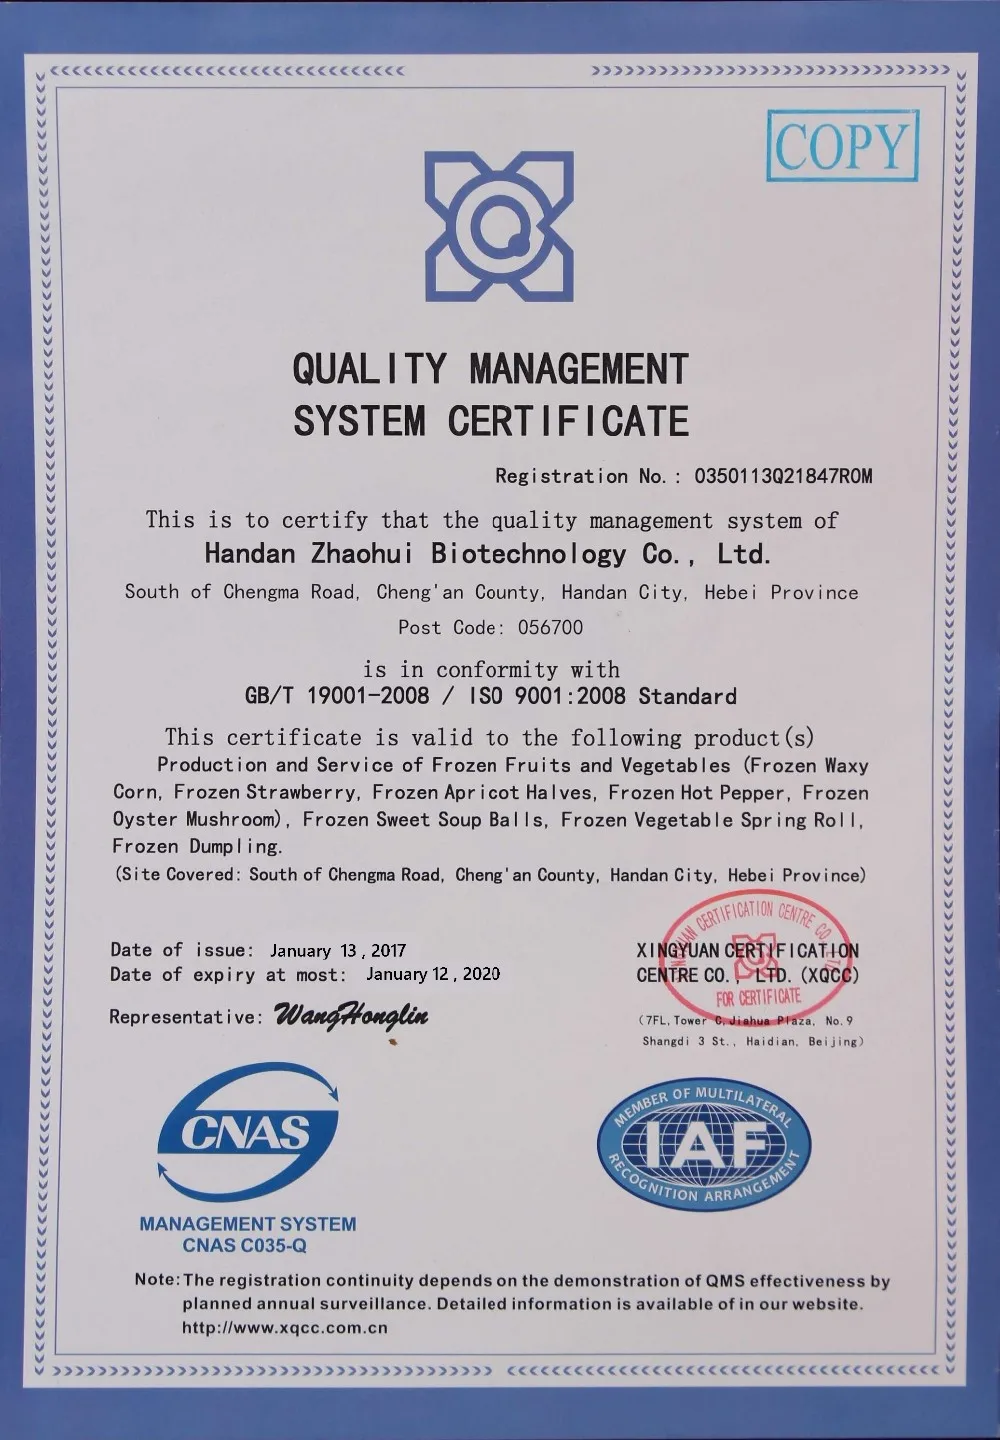 COPY
QUALITY MANAGEMENT
SYSTEM CERTIFICATE
Registration No.: 0350113Q21847R0M
This is to certify that the quality management system of
Handan Zhaohui Biotechnology Co., Ltd.
South of Chengma Road, Cheng'an County, Handan City, Hebei Province
Post Code: 056700
is in conformity with
GB/T 19001-2008 / ISO 9001:2008 Standard
This certificate is valid to the following product(s)
Production and Service of Frozen Fruits and Vegetables (Frozen Waxy
Corn, Frozen Strawberry, Frozen Apricot Halves, Frozen Hot Pepper, Frozen
Oyster Mushroom), Frozen Sweet Soup Balls, Frozen Vegetable Spring Roll,
Frozen Dumpling.
(Site Covered: South of Chengma Road, Cheng'an County, Handan City, Hebei Province)
Date of issue: January 13, 2017
Date of expiry at most: January 12, 2020
Representative: WangHonglin
XINGYUAN CERTIFICATION CENTRE CO., LTD
FOR CERTIFICATE
XINGYUAN CERTIFICATION
CENTRE CO., LTD. (XQCC)
(7FL, Tower C, Jiahua Plaza, No.9
Shangdi 3 St., Haidian, Beijing)
CNAS
MANAGEMENT SYSTEM
CNAS C035-Q
MEMBER OF MULTILATERAL
IAF
RECOGNITION ARRANGEMENT
Note: The registration continuity depends on the demonstration of QMS effectiveness by
planned annual surveillance. Detailed information is available of in our website.
http://www.xqcc.com.cn